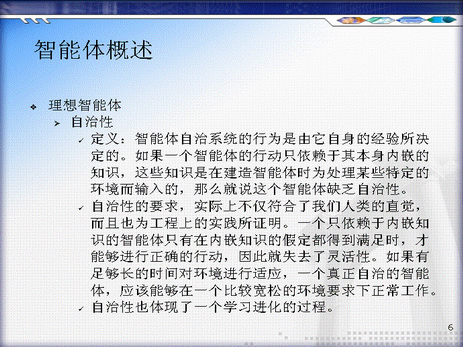 智能体概述
理想智能体
自治性
定义：智能体自治系统的行为是由它自身的经验所决
定的。如果一个智能体的行动只依赖于其本身内嵌的
知识，这些知识是在建造智能体时为处理某些特定的
环境而输入的，那么就说这个智能体缺乏自治性。
自治性的要求，实际上不仅符合了我们人类的直觉，
而且也为工程上的实践所证明。一个只依赖于内嵌知
识的智能体只有在内嵌知识的假定都得到满足时，才
能够进行正确的行动，因此就失去了灵活性。如果有
足够长的时间对环境进行适应，一个真正自治的智能
体，应该能够在一个比较宽松的环境要求下正常工作。
自治性也体现了一个学习进化的过程。
6